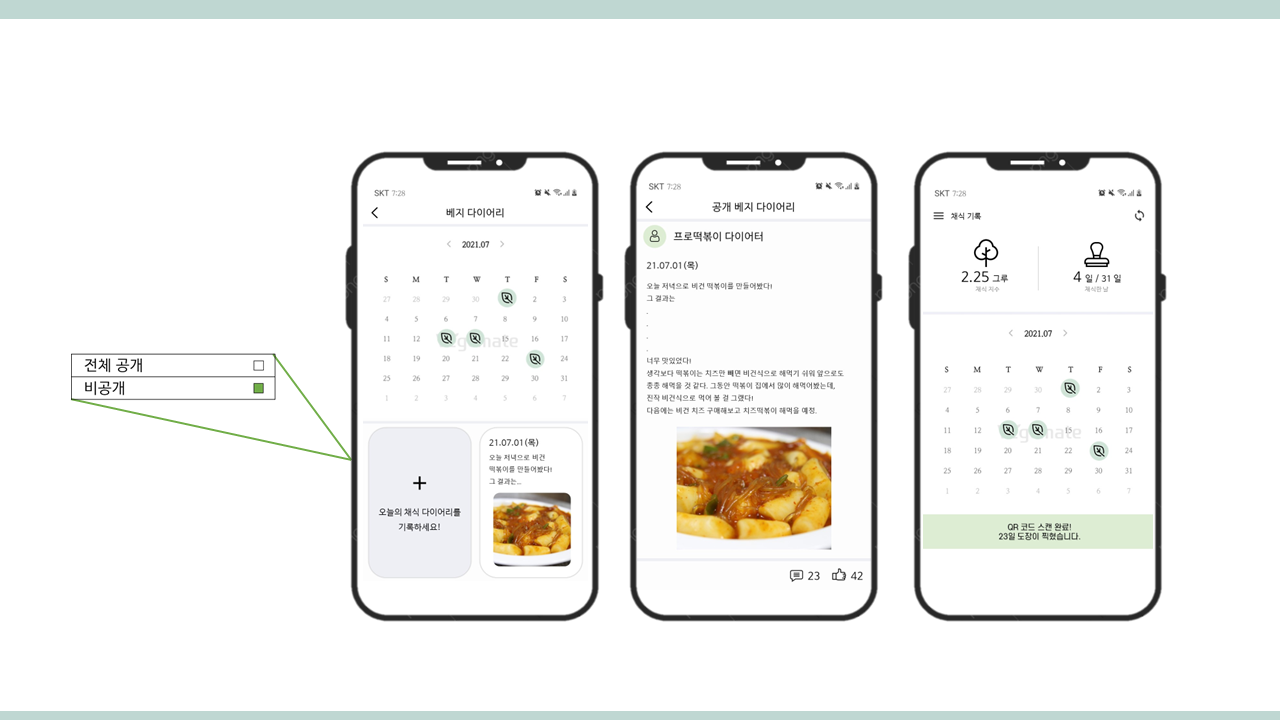 전체 공개
비공개
SKT 7:28
베지 다이어리
2021.07
S M T W T F S
27 28 29 30 2 3
4 5 6 7 8 9 10
11 12 15 16 17
18 19 20 21 22 24
25 26 27 28 29 30 31
1 2 3 4 5 6 7
+
오늘의 채식 다이어리를
기록하세요!
21.07.01(목)
오늘 저녁으로 비건
떡볶이를 만들어봤다!
그 결과는...
SKT 7:28
공개 베지 다이어리
프로떡볶이 다이어터
21.07.01(목)
오늘 저녁으로 비건 떡볶이를 만들어봤다!
그 결과는
.
.
.
.
너무 맛있었다!
생각보다 떡볶이는 치즈만 빼면 비건식으로 해먹기 쉬워 앞으로도
종종 해먹을 것 같다. 그동안 떡볶이 집에서 많이 해먹어봤는데,
진작 비건식으로 먹어 볼 걸 그랬다!
다음에는 비건 치즈 구매해보고 치즈떡볶이 해먹을 예정.
23 42
SKT 7:28
채식 기록
2.25 그루
채식 지수
4 일 / 31 일
채식한 날
2021.07
S M T W T F S
27 28 29 30 2 3
4 5 6 7 8 9 10
11 12 15 16 17
18 19 20 21 22 24
25 26 27 28 29 30 31
1 2 3 4 5 6 7
QR 코드 스캔 완료!
23일 도장이 찍혔습니다.